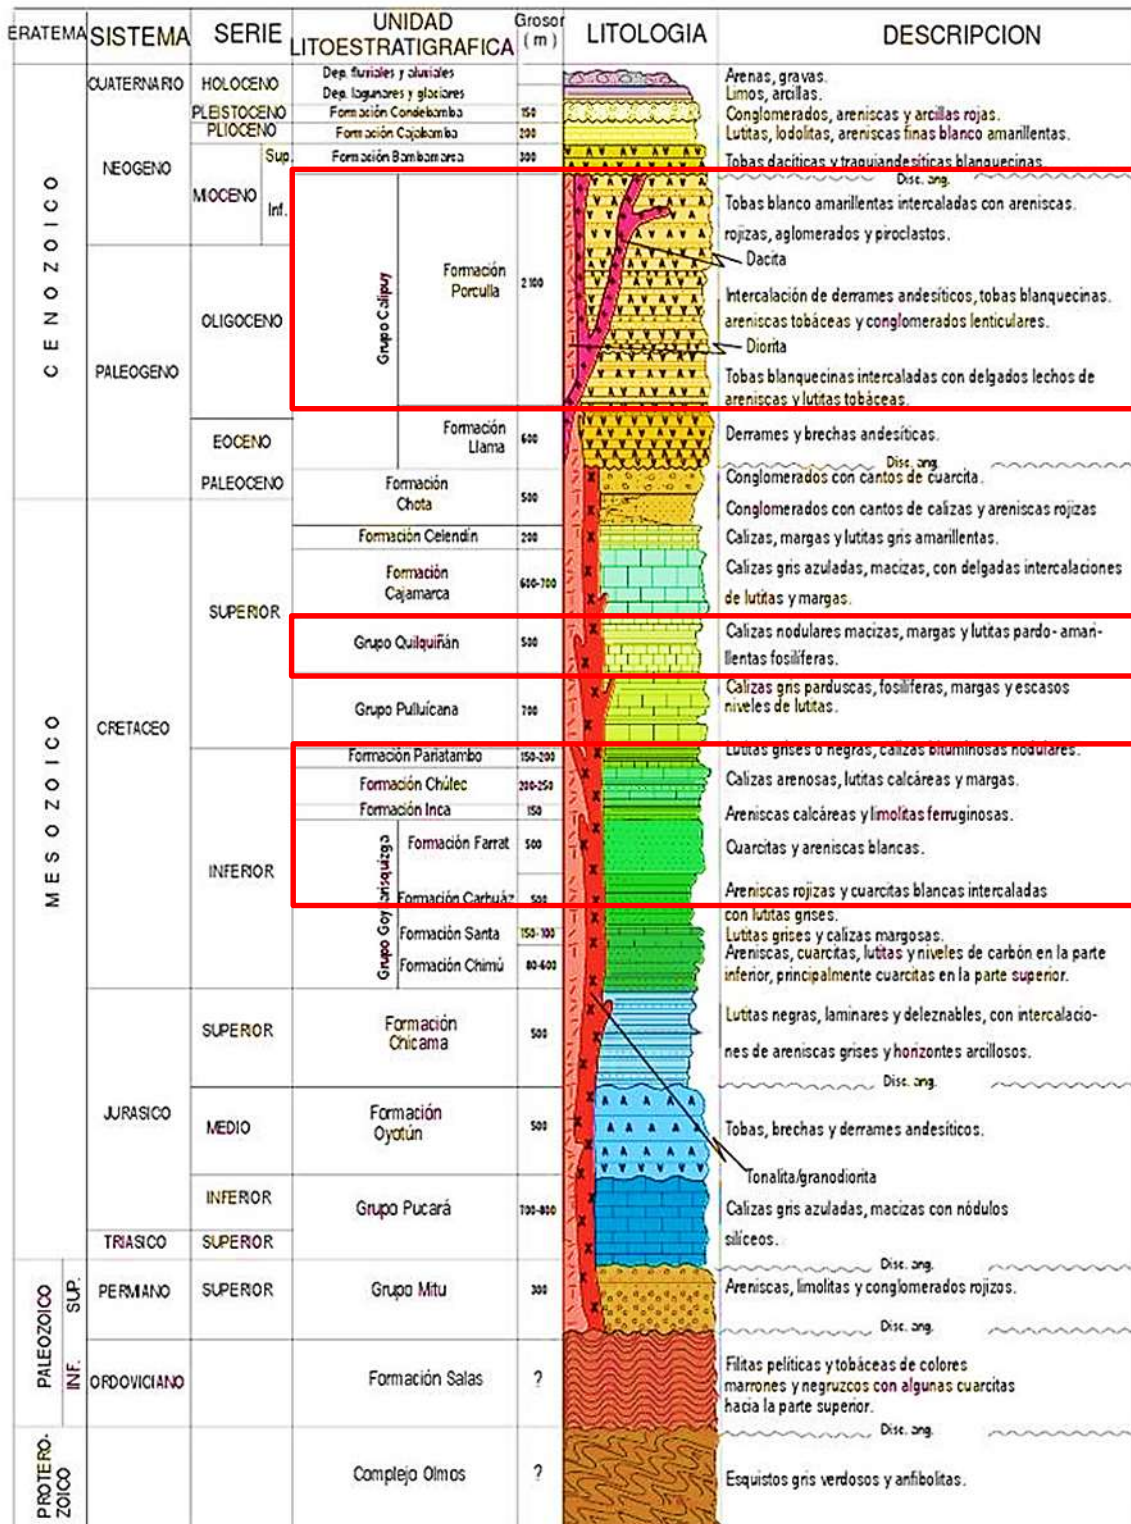 ERATEMA SISTEMA SERIE UNIDAD LITOESTRATIGRAFICA Grosor (m) LITOLOGIA DESCRIPCION
CENOZOICO
CUATERNARIO HOLOCENO Dep. fluviales y aluviales Arenas, gravas.
Dep. lagunares y glaciares Limos, arcillas.
PLEISTOCENO Formación Condebamba 150 Conglomerados, areniscas y arcillas rojas.
NEOGENO
PLIOCENO Formación Cajabamba 200 Lutitas, lodolitas, areniscas finas blanco amarillentas.
MIOCENO Sup. Formación Bambamarca 300 Tobas dacíticas y traquiandesíticas blanquecinas.
Disc. ang.
Inf.
Grupo Calipuy
Formación Porculla 2100 Tobas blanco amarillentas intercaladas con areniscas.
rojizas, aglomerados y piroclastos.
Dacita
PALEOGENO
OLIGOCENO
Intercalación de derrames andesíticos, tobas blanquecinas.
areniscas tobáceas y conglomerados lenticulares.
Diorita
Tobas blanquecinas intercaladas con delgados lechos de
areniscas y lutitas tobáceas.
EOCENO Formación Llama 600 Derrames y brechas andesíticas.
Disc. ang.
PALEOCENO Formación Chota 500 Conglomerados con cantos de cuarcita.
Conglomerados con cantos de calizas y areniscas rojizas
MESOZOICO
CRETACEO
SUPERIOR
Formación Celendín 200 Calizas, margas y lutitas gris amarillentas.
Formación Cajamarca 600-700 Calizas gris azuladas, macizas, con delgadas intercalaciones
de lutitas y margas.
Grupo Quilquiñán 500 Calizas nodulares macizas, margas y lutitas pardo-amari-
llentas fosilíferas.
Grupo Pulluícana 700 Calizas gris parduscas, fosilíferas, margas y escasos
niveles de lutitas.
INFERIOR
Formación Pariatambo 150-200 Lutitas grises o negras, calizas bituminosas nodulares.
Formación Chúlec 200-250 Calizas arenosas, lutitas calcáreas y margas.
Formación Inca 150 Areniscas calcáreas y limolitas ferruginosas.
Grupo Goyllarisquizga
Formación Farrat 500 Cuarcitas y areniscas blancas.
Formación Carhuáz 500 Areniscas rojizas y cuarcitas blancas intercaladas
con lutitas grises.
Formación Santa 150-100 Lutitas grises y calizas margosas.
Formación Chimú 80-600 Areniscas, cuarcitas, lutitas y niveles de carbón en la parte
inferior, principalmente cuarcitas en la parte superior.
JURASICO
SUPERIOR Formación Chicama 500 Lutitas negras, laminares y deleznables, con intercalacio-
nes de areniscas grises y horizontes arcillosos.
Disc. ang.
MEDIO Formación Oyotún 500 Tobas, brechas y derrames andesíticos.
Tonalita/granodiorita
INFERIOR Grupo Pucará 700-800 Calizas gris azuladas, macizas con nódulos
silíceos.
TRIASICO SUPERIOR
Disc. ang.
PALEOZOICO
SUP. PERMIANO SUPERIOR Grupo Mitu 300 Areniscas, limolitas y conglomerados rojizos.
Disc. ang.
INF. ORDOVICIANO Formación Salas ? Filitas pelíticas y tobáceas de colores
marrones y negruzcos con algunas cuarcitas
hacia la parte superior.
Disc. ang.
PROTERO-
ZOICO
Complejo Olmos ? Esquistos gris verdosos y anfibolitas.